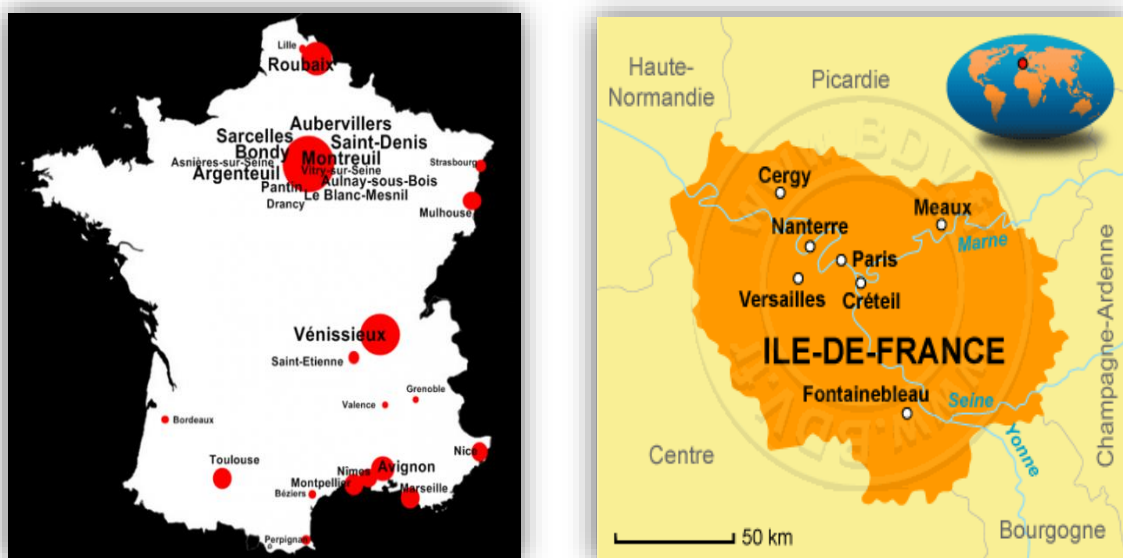 Lille
Roubaix
Aubervillers
Sarcelles
Saint-Denis
Bondy
Montreuil
Asnières-sur-Seine
Vitry-sur-Seine
Argenteuil
Aulnay-sous-Bois
Pantin
Le Blanc-Mesnil
Drancy
Strasbourg
Mulhouse
Vénissieux
Saint-Etienne
Grenoble
Valence
Bordeaux
Nice
Toulouse
Avignon
Nîmes
Montpellier
Marseille
Béziers
Perpignan
Haute-
Normandie
Picardie
Cergy
Meaux
Nanterre
Marne
Paris
Versailles
Créteil
ILE-DE-FRANCE
Fontainebleau
Seine
Yonne
Champagne-Ardenne
Centre
Bourgogne
50 km